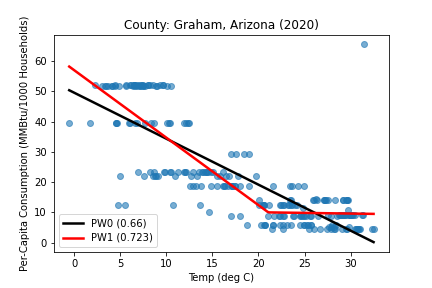 County: Graham, Arizona (2020)
Per-Capita Consumption (MMBtu/1000 Households)
60
50
40
30
20
10
0
PW0 (0.66)
PW1 (0.723)
0 5 10 15 20 25 30
Temp (deg C)